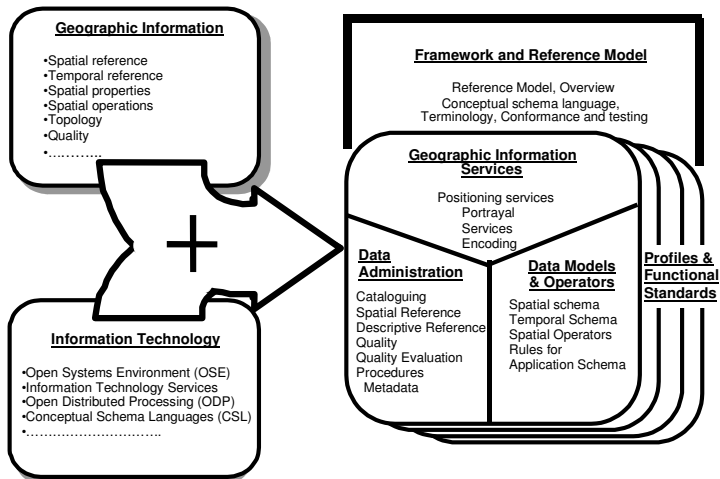 Geographic Information
•Spatial reference
•Temporal reference
•Spatial properties
•Spatial operations
•Topology
•Quality
•............
+
Information Technology
•Open Systems Environment (OSE)
•Information Technology Services
•Open Distributed Processing (ODP)
•Conceptual Schema Languages (CSL)
•..............................
Framework and Reference Model
Reference Model, Overview
Conceptual schema language,
Terminology, Conformance and testing
Geographic Information
Services
Positioning services
Portrayal
Services
Encoding
Data
Administration
Cataloguing
Spatial Reference
Descriptive Reference
Quality
Quality Evaluation
Procedures
Metadata
Data Models
& Operators
Spatial schema
Temporal Schema
Spatial Operators
Rules for
Application Schema
Profiles &
Functional
Standards